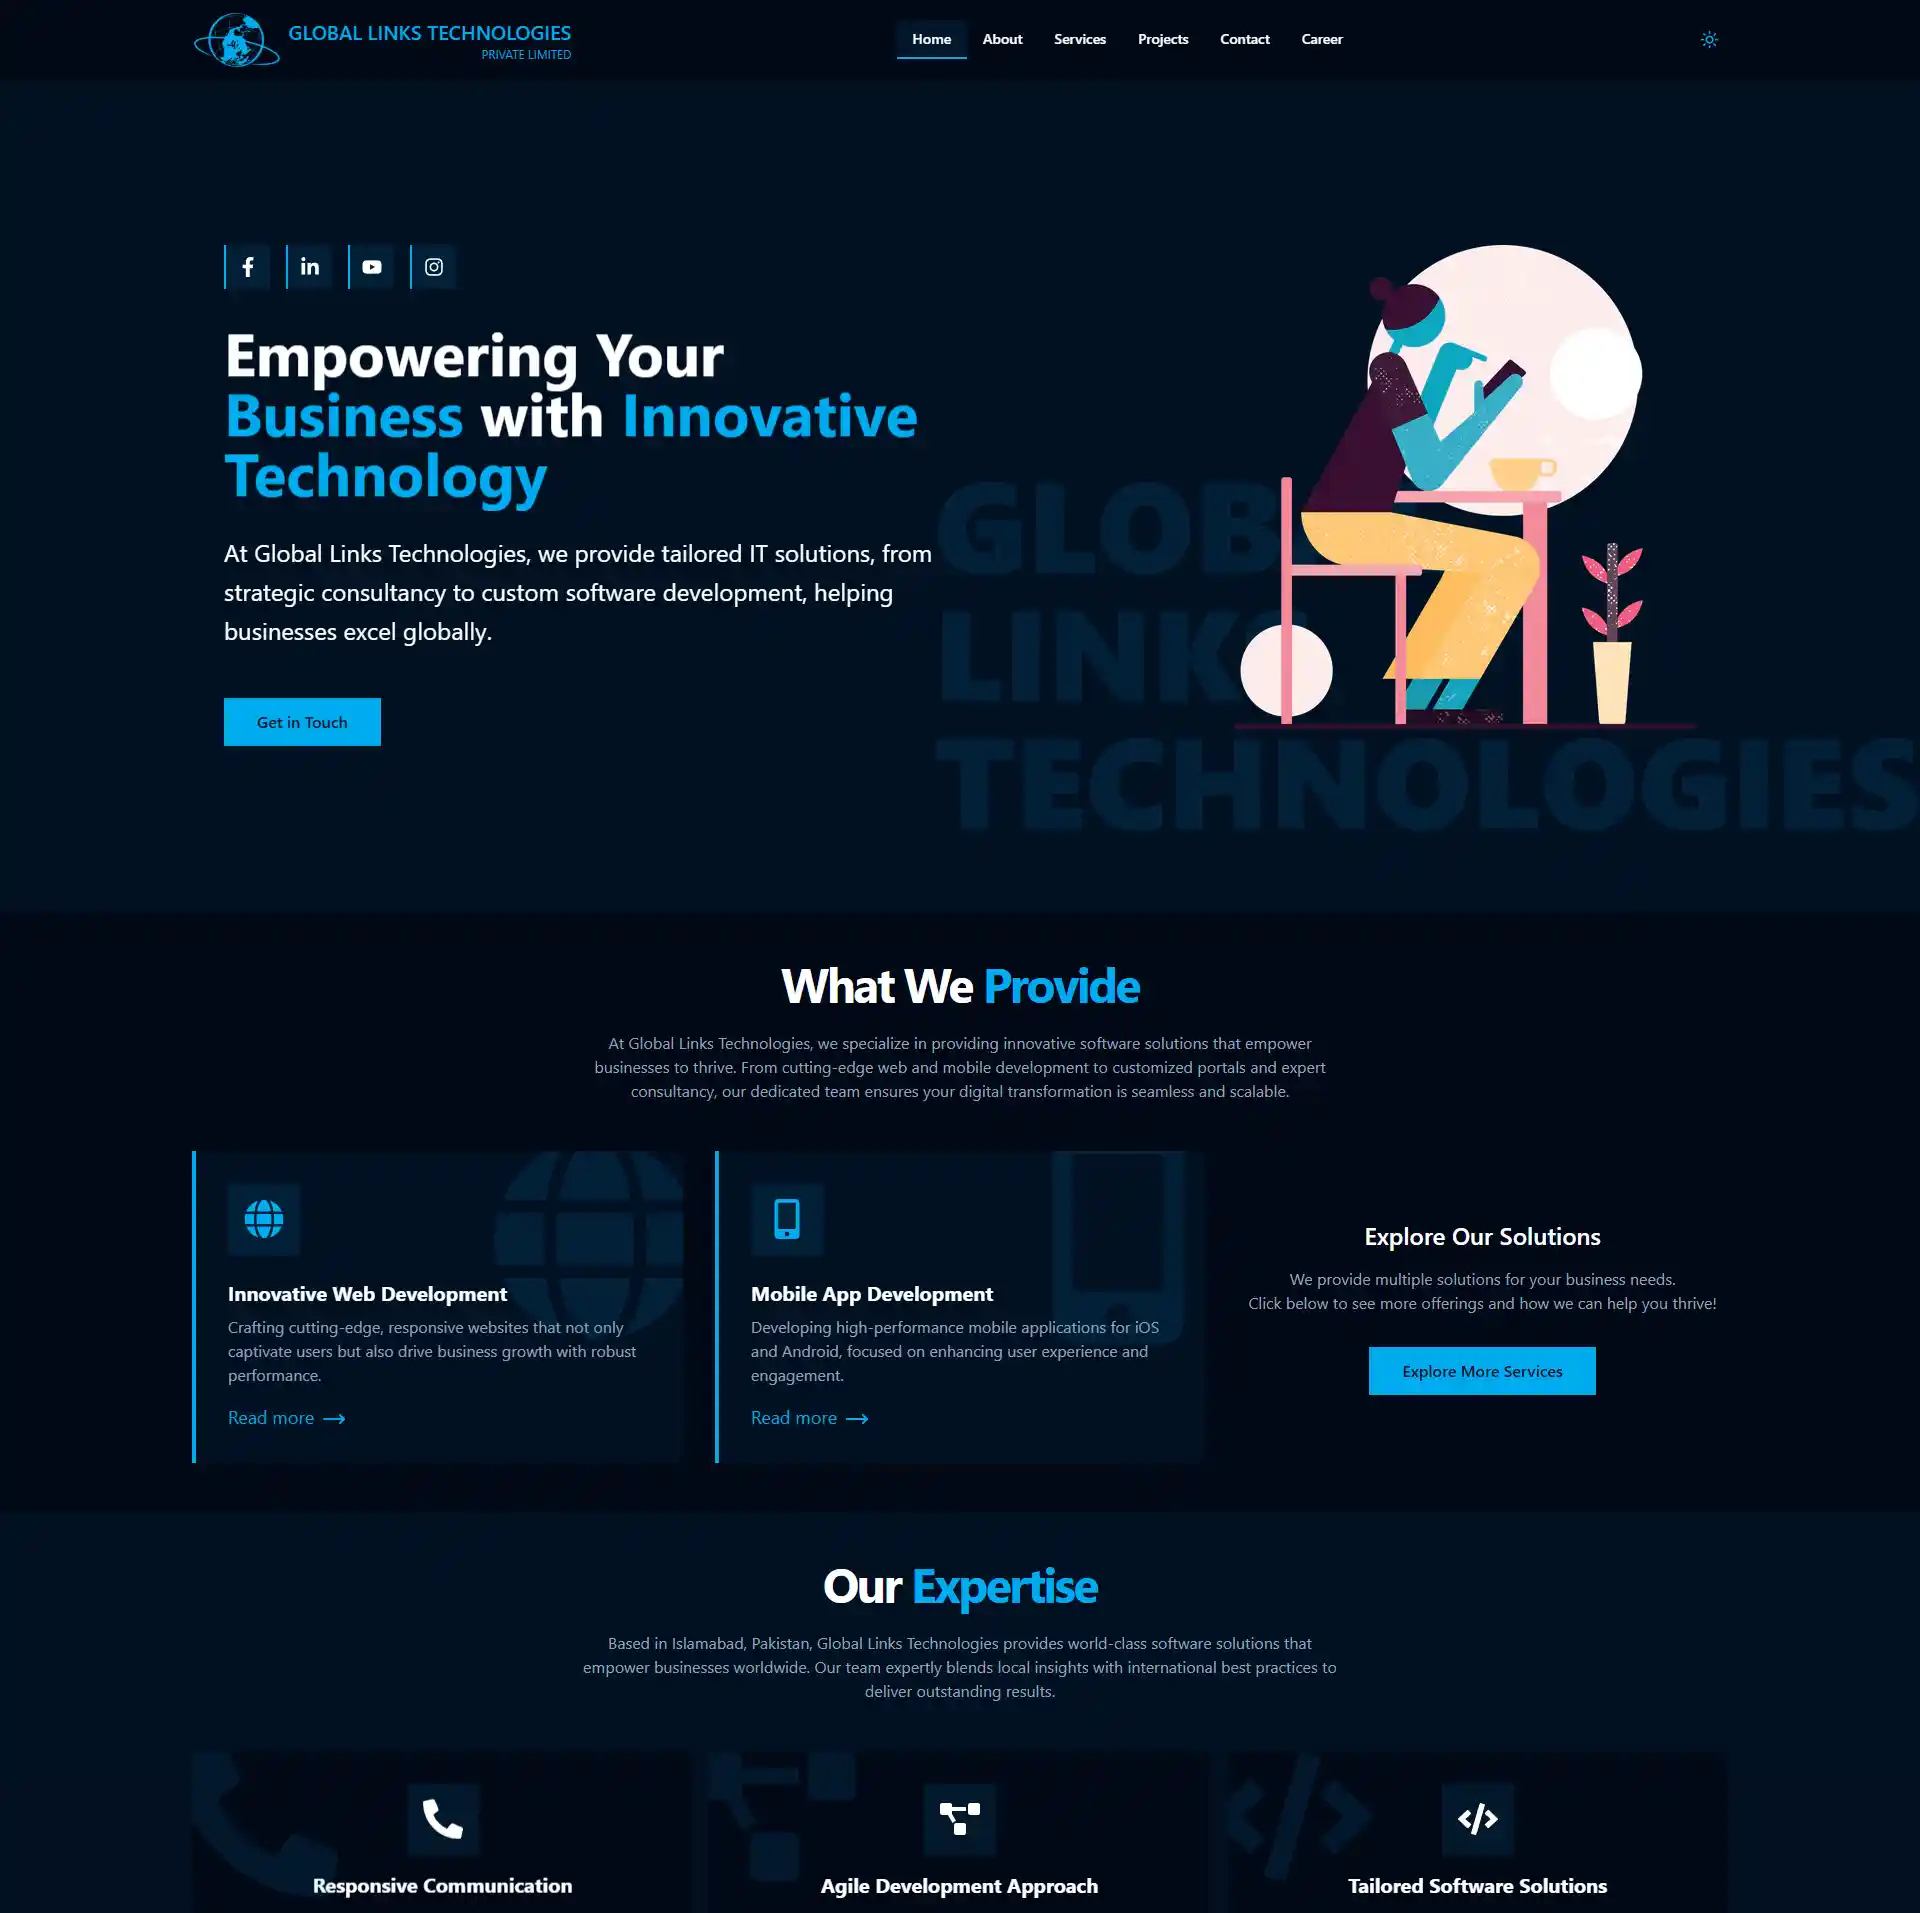 GLOBAL LINKS TECHNOLOGIES
PRIVATE LIMITED
Home
About
Services
Projects
Contact
Career
Empowering Your
Business with Innovative
Technology
At Global Links Technologies, we provide tailored IT solutions, from
strategic consultancy to custom software development, helping
businesses excel globally.
Get in Touch
GLOB
LINKS
TECHNOLOGIES
What We Provide
At Global Links Technologies, we specialize in providing innovative software solutions that empower
businesses to thrive. From cutting-edge web and mobile development to customized portals and expert
consultancy, our dedicated team ensures your digital transformation is seamless and scalable.
Innovative Web Development
Crafting cutting-edge, responsive websites that not only
captivate users but also drive business growth with robust
performance.
Read more
Mobile App Development
Developing high-performance mobile applications for iOS
and Android, focused on enhancing user experience and
engagement.
Read more
Explore Our Solutions
We provide multiple solutions for your business needs.
Click below to see more offerings and how we can help you thrive!
Explore More Services
Our Expertise
Based in Islamabad, Pakistan, Global Links Technologies provides world-class software solutions that
empower businesses worldwide. Our team expertly blends local insights with international best practices to
deliver outstanding results.
Responsive Communication
Agile Development Approach
Tailored Software Solutions